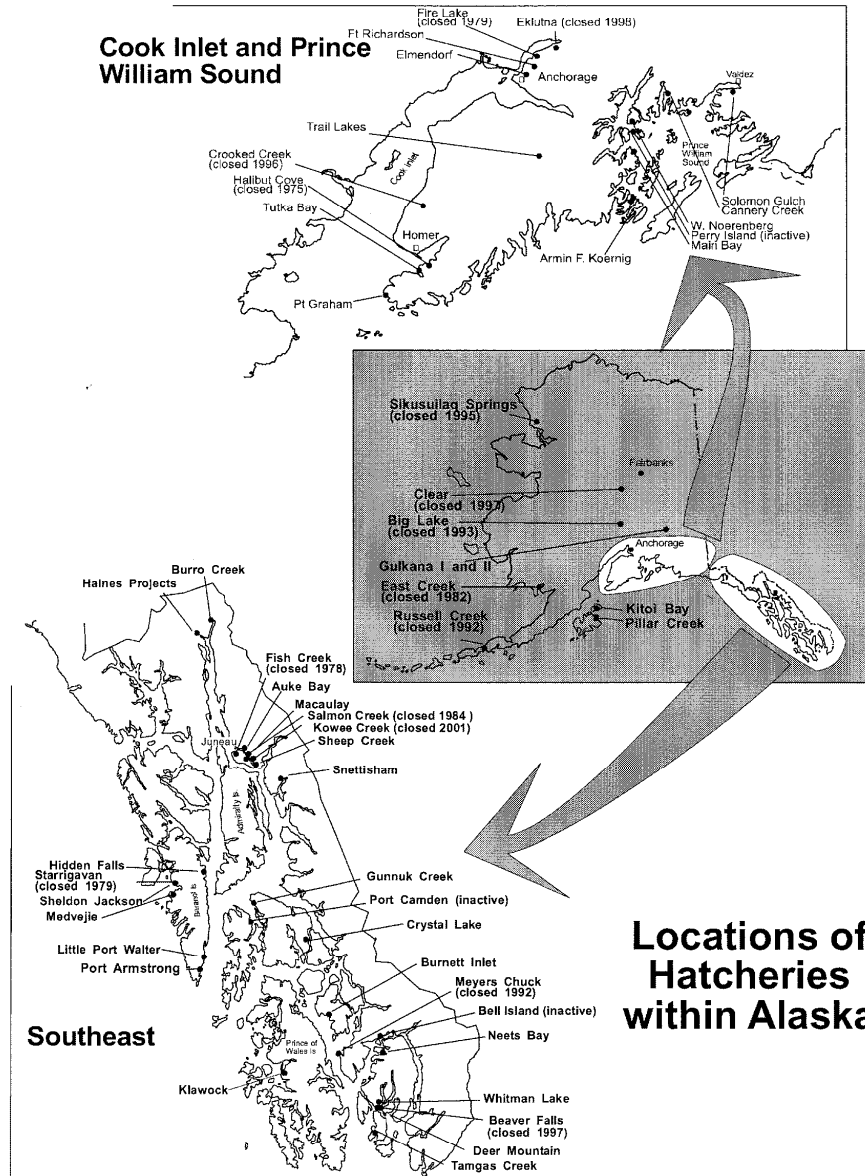 Cook Inlet and Prince
William Sound
Fire Lake
(closed 1979)
Eklutna (closed 1998)
Ft Richardson
Elmendorf
Anchorage
Valdez
Trail Lakes
Crooked Creek
(closed 1996)
Halibut Cove
(closed 1975)
Tutka Bay
Cook Inlet
Homer
Pt Graham
Prince
William
Sound
Solomon Gulch
Cannery Creek
W. Noerenberg
Perry Island (inactive)
Main Bay
Armin F. Koernig
Sikusuilaq Springs
(closed 1995)
Fairbanks
Clear
(closed 1997)
Big Lake
(closed 1993)
Anchorage
Gulkana I and II
East Creek
(closed 1982)
Russell Creek
(closed 1992)
Kitoi Bay
Pillar Creek
Burro Creek
Haines Projects
Fish Creek
(closed 1978)
Auke Bay
Macaulay
Salmon Creek (closed 1984 )
Kowee Creek (closed 2001)
Sheep Creek
Juneau
Snettisham
Admiralty Is
Hidden Falls
Starrigavan
(closed 1979)
Sheldon Jackson
Medvejie
Baranof Is
Little Port Walter
Port Armstrong
Gunnuk Creek
Port Camden (inactive)
Crystal Lake
Burnett Inlet
Meyers Chuck
(closed 1992)
Bell Island (inactive)
Neets Bay
Southeast
Prince of
Wales Is
Klawock
Whitman Lake
Beaver Falls
(closed 1997)
Deer Mountain
Tamgas Creek
Locations of
Hatcheries
within Alaska